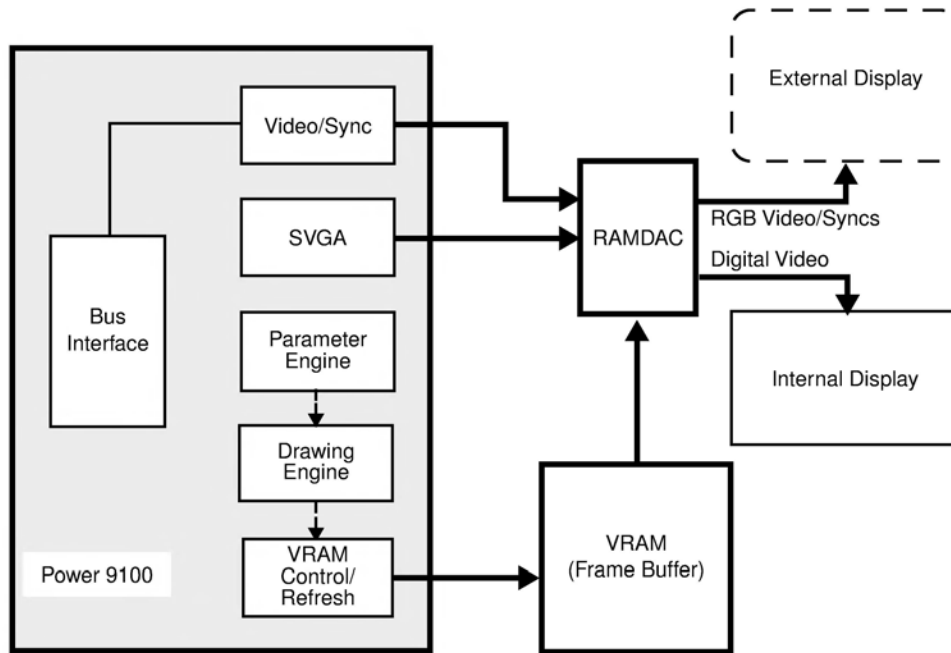 External Display
Video/Sync
SVGA
RAMDAC
RGB Video/Syncs
Digital Video
Bus
Interface
Parameter
Engine
Internal Display
Drawing
Engine
VRAM
(Frame Buffer)
Power 9100
VRAM
Control/
Refresh